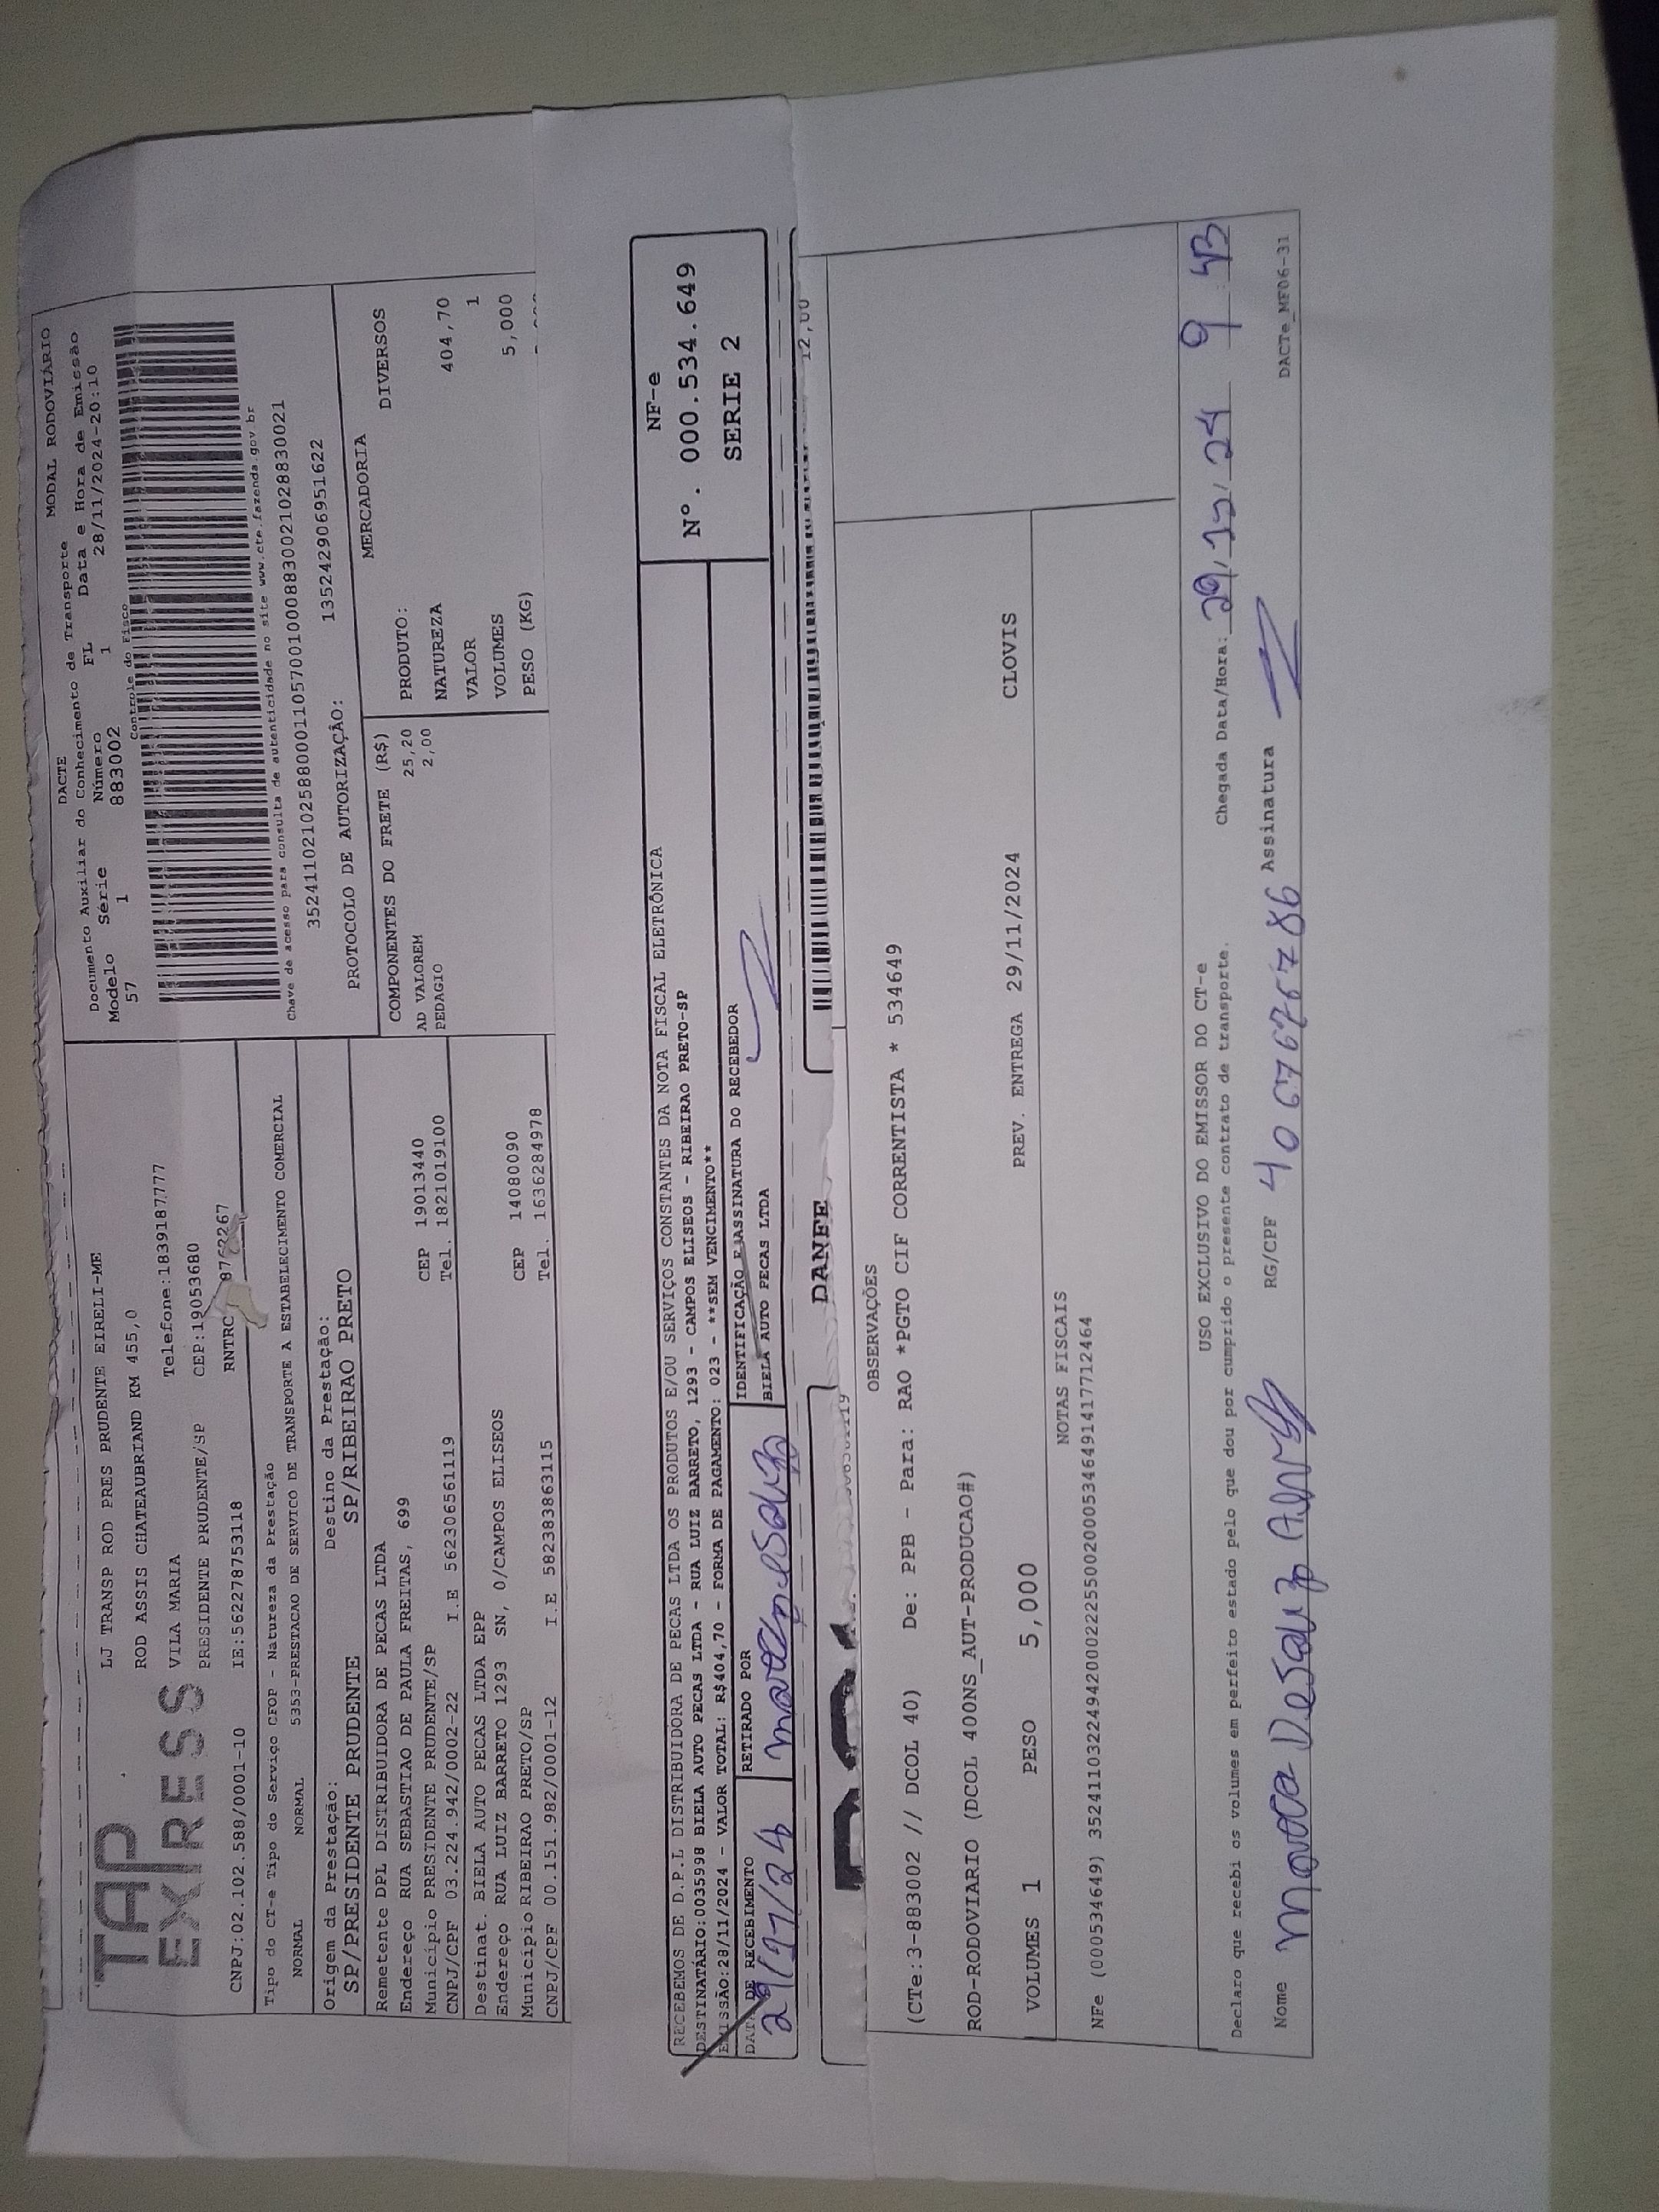 DACTE
MODAL RODOVIÁRIO
Documento Auxiliar do Conhecimento de Transporte
Modelo Série Número FL Data e Hora de Emissão
57 1 883002 1 28/11/2024-20:10
Controle do Fisco
TAP
EXPRESS
LJ TRANSP ROD PRES PRUDENTE EIRELI-ME
ROD ASSIS CHATEAUBRIAND KM 455,0
VILA MARIA Telefone:1839187777
PRESIDENTE PRUDENTE/SP CEP:19053680
CNPJ:02.102.588/0001-10 IE:562278753118 RNTRC 8762267
Chave de acesso para consulta de autenticidade no site www.cte.fazenda.gov.br
35241102102588000110570010008830021028830021
PROTOCOLO DE AUTORIZAÇÃO: 135242906951622
Tipo do CT-e Tipo do Serviço CFOP - Natureza da Prestação
NORMAL NORMAL 5353-PRESTACAO DE SERVICO DE TRANSPORTE A ESTABELECIMENTO COMERCIAL
Origem da Prestação: Destino da Prestação:
SP/PRESIDENTE PRUDENTE SP/RIBEIRAO PRETO
Remetente DPL DISTRIBUIDORA DE PECAS LTDA
Endereço RUA SEBASTIAO DE PAULA FREITAS, 699
Município PRESIDENTE PRUDENTE/SP CEP 19013440
CNPJ/CPF 03.224.942/0002-22 I.E 562306561119 Tel. 1821019100
Destinat. BIELA AUTO PECAS LTDA EPP
Endereço RUA LUIZ BARRETO 1293 SN, 0/CAMPOS ELISEOS
Município RIBEIRAO PRETO/SP CEP 14080090
CNPJ/CPF 00.151.982/0001-12 I.E 582383863115 Tel. 1636284978
COMPONENTES DO FRETE (R$)
AD VALOREM 25,20
PEDAGIO 2,00
MERCADORIA
PRODUTO: DIVERSOS
NATUREZA
VALOR 404,70
VOLUMES 1
PESO (KG) 5,000
RECEBEMOS DE D.P.L DISTRIBUIDORA DE PECAS LTDA OS PRODUTOS E/OU SERVIÇOS CONSTANTES DA NOTA FISCAL ELETRÔNICA
DESTINATÁRIO:0035998 BIELA AUTO PECAS LTDA - RUA LUIZ BARRETO, 1293 - CAMPOS ELISEOS - RIBEIRAO PRETO-SP
EMISSÃO:28/11/2024 - VALOR TOTAL: R$404,70 - FORMA DE PAGAMENTO: 023 - **SEM VENCIMENTO**
DATA DE RECEBIMENTO RETIRADO POR IDENTIFICAÇÃO E ASSINATURA DO RECEBEDOR
29/11/24 BIELA AUTO PECAS LTDA
NF-e
Nº. 000.534.649
SERIE 2
DANFE
12,00
OBSERVAÇÕES
(CTe:3-883002 // DCOL 40) De: PPB - Para: RAO *PGTO CIF CORRENTISTA * 534649
ROD-RODOVIARIO (DCOL 400NS_AUT-PRODUCAO#)
VOLUMES 1 PESO 5,000 PREV. ENTREGA 29/11/2024 CLOVIS
NOTAS FISCAIS
NFe (000534649) 35241103224942000222550020005346491417712464
USO EXCLUSIVO DO EMISSOR DO CT-e
Declaro que recebi os volumes em perfeito estado pelo que dou por cumprido o presente contrato de transporte. Chegada Data/Hora: 24 9 43
Nome RG/CPF Assinatura
DACTe_MF06-31